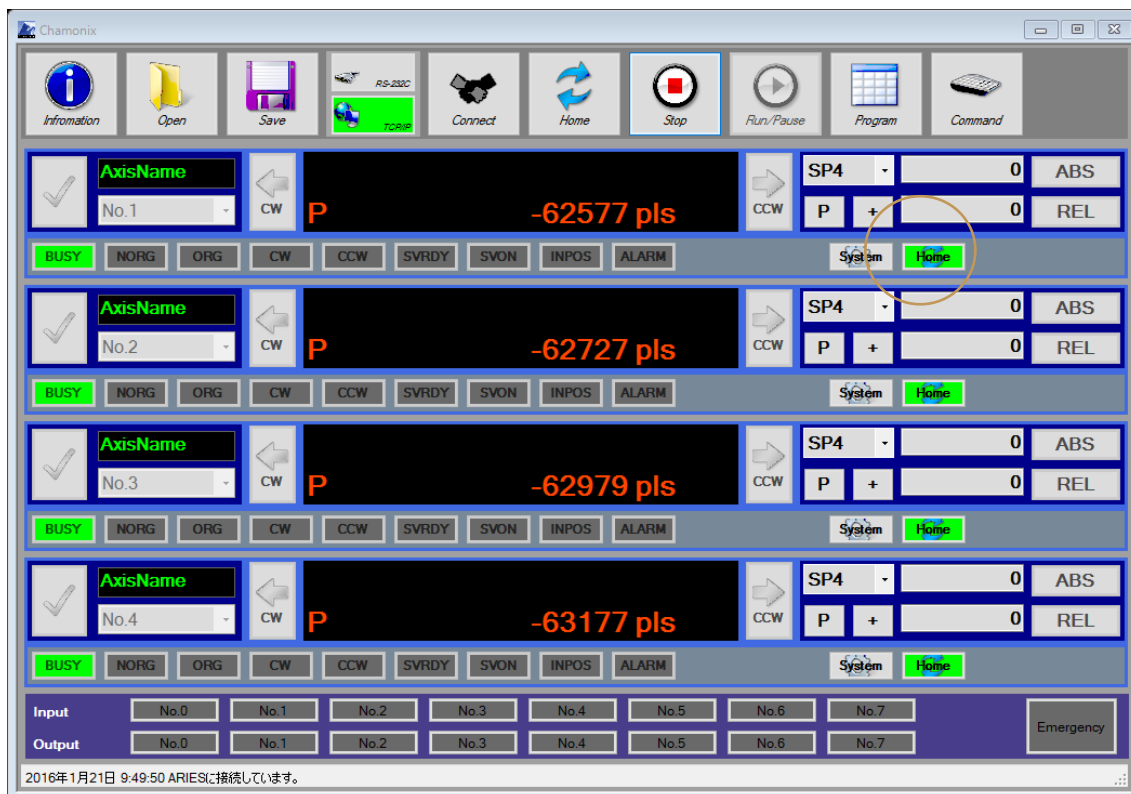 Chamonix
Infromation Open Save RS-232C TCP/IP Connect Home Stop Run/Pause Program Command
AxisName CW P -62577 pls CCW SP4 0 ABS
No.1 P + 0 REL
BUSY NORG ORG CW CCW SVRDY SVON INPOS ALARM System Home
AxisName CW P -62727 pls CCW SP4 0 ABS
No.2 P + 0 REL
BUSY NORG ORG CW CCW SVRDY SVON INPOS ALARM System Home
AxisName CW P -62979 pls CCW SP4 0 ABS
No.3 P + 0 REL
BUSY NORG ORG CW CCW SVRDY SVON INPOS ALARM System Home
AxisName CW P -63177 pls CCW SP4 0 ABS
No.4 P + 0 REL
BUSY NORG ORG CW CCW SVRDY SVON INPOS ALARM System Home
Input No.0 No.1 No.2 No.3 No.4 No.5 No.6 No.7
Output No.0 No.1 No.2 No.3 No.4 No.5 No.6 No.7 Emergency
2016年1月21日 9:49:50 ARIESに接続しています。